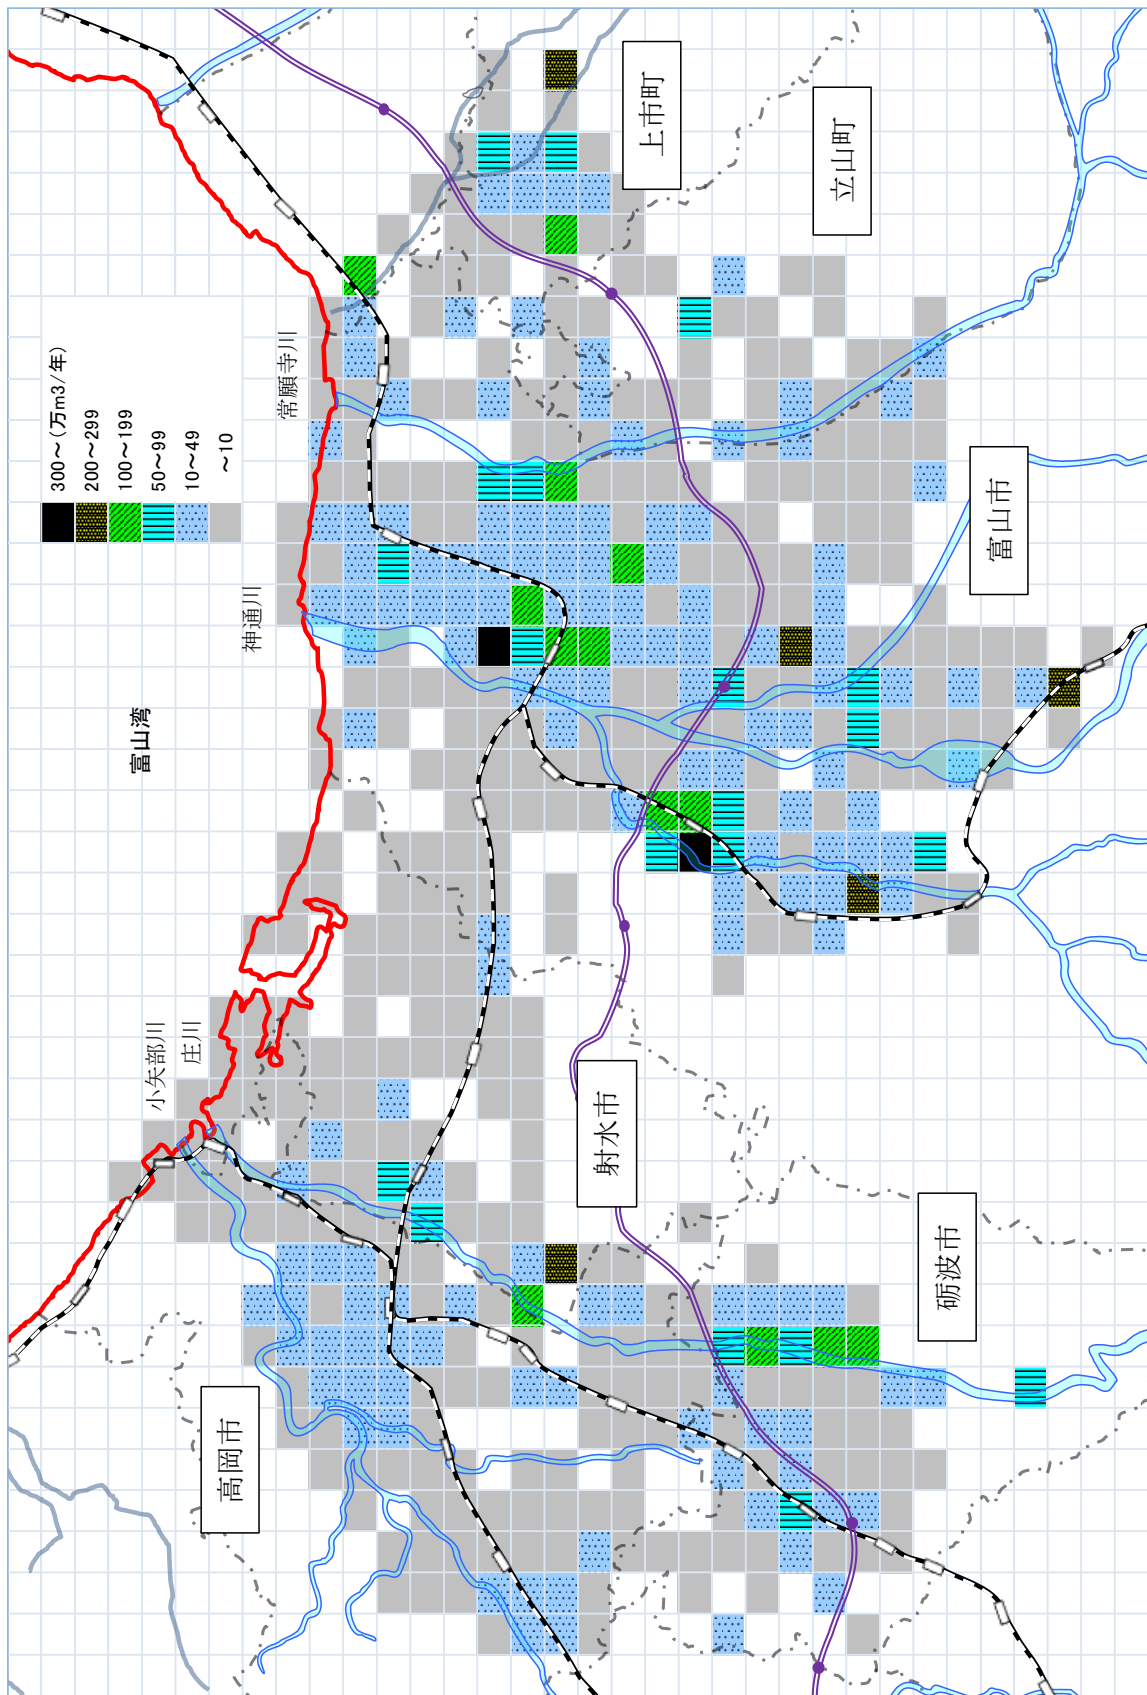 300～(万m3/年)
200～299
100～199
50～99
10～49
～10
富山湾
小矢部川
庄川
神通川
常願寺川
高岡市
射水市
砺波市
富山市
上市町
立山町